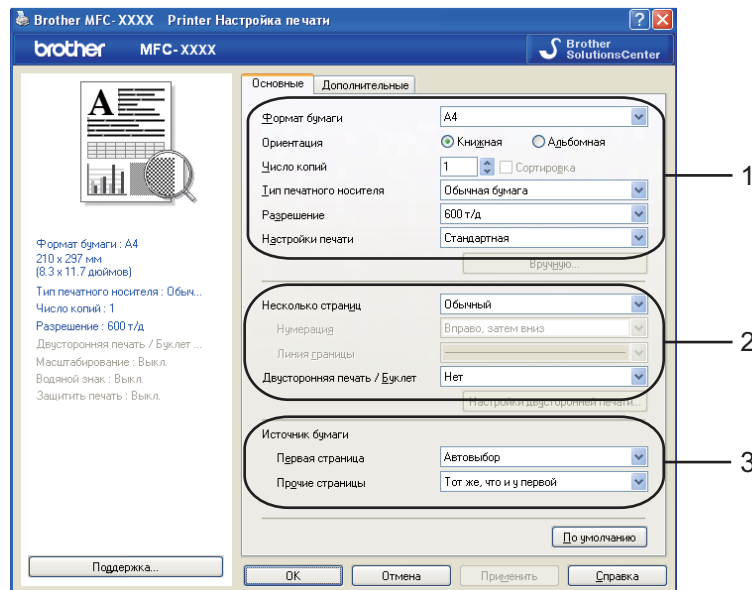 Brother MFC-XXXX Printer Настройка печати
brother MFC-XXXX
Brother
SolutionsCenter
Основные Дополнительные
A
Формат бумаги A4
Ориентация Книжная Альбомная
Число копий 1 Сортировка
1
Тип печатного носителя Обычная бумага
Разрешение 600 т/д
Настройки печати Стандартная
Вручную...
Формат бумаги : A4
210 x 297 мм
(8.3 x 11.7 дюймов)
Тип печатного носителя : Обыч...
Число копий : 1
Разрешение : 600 т/д
Двусторонняя печать / Буклет ...
Масштабирование : Выкл.
Водяной знак : Выкл.
Защитить печать : Выкл.
Несколько страниц Обычный
Нумерация Вправо, затем вниз
2
Линия границы
Двусторонняя печать / Буклет Нет
Настройки двусторонней печати...
Источник бумаги
Первая страница Автовыбор
3
Прочие страницы Тот же, что и у первой
По умолчанию
Поддержка...
OK Отмена Применить Справка